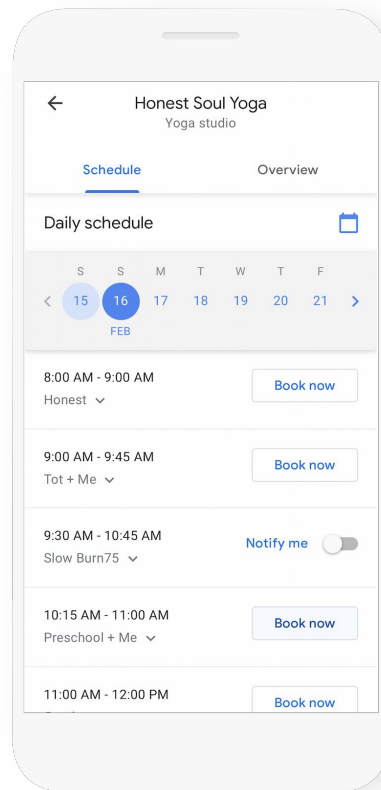 Honest Soul Yoga
Yoga studio
Schedule Overview
Daily schedule
S S M T W T F
15 16 17 18 19 20 21
FEB
8:00 AM - 9:00 AM
Honest
Book now
9:00 AM - 9:45 AM
Tot + Me
Book now
9:30 AM - 10:45 AM
Slow Burn75
Notify me
10:15 AM - 11:00 AM
Preschool + Me
Book now
11:00 AM - 12:00 PM
Book now